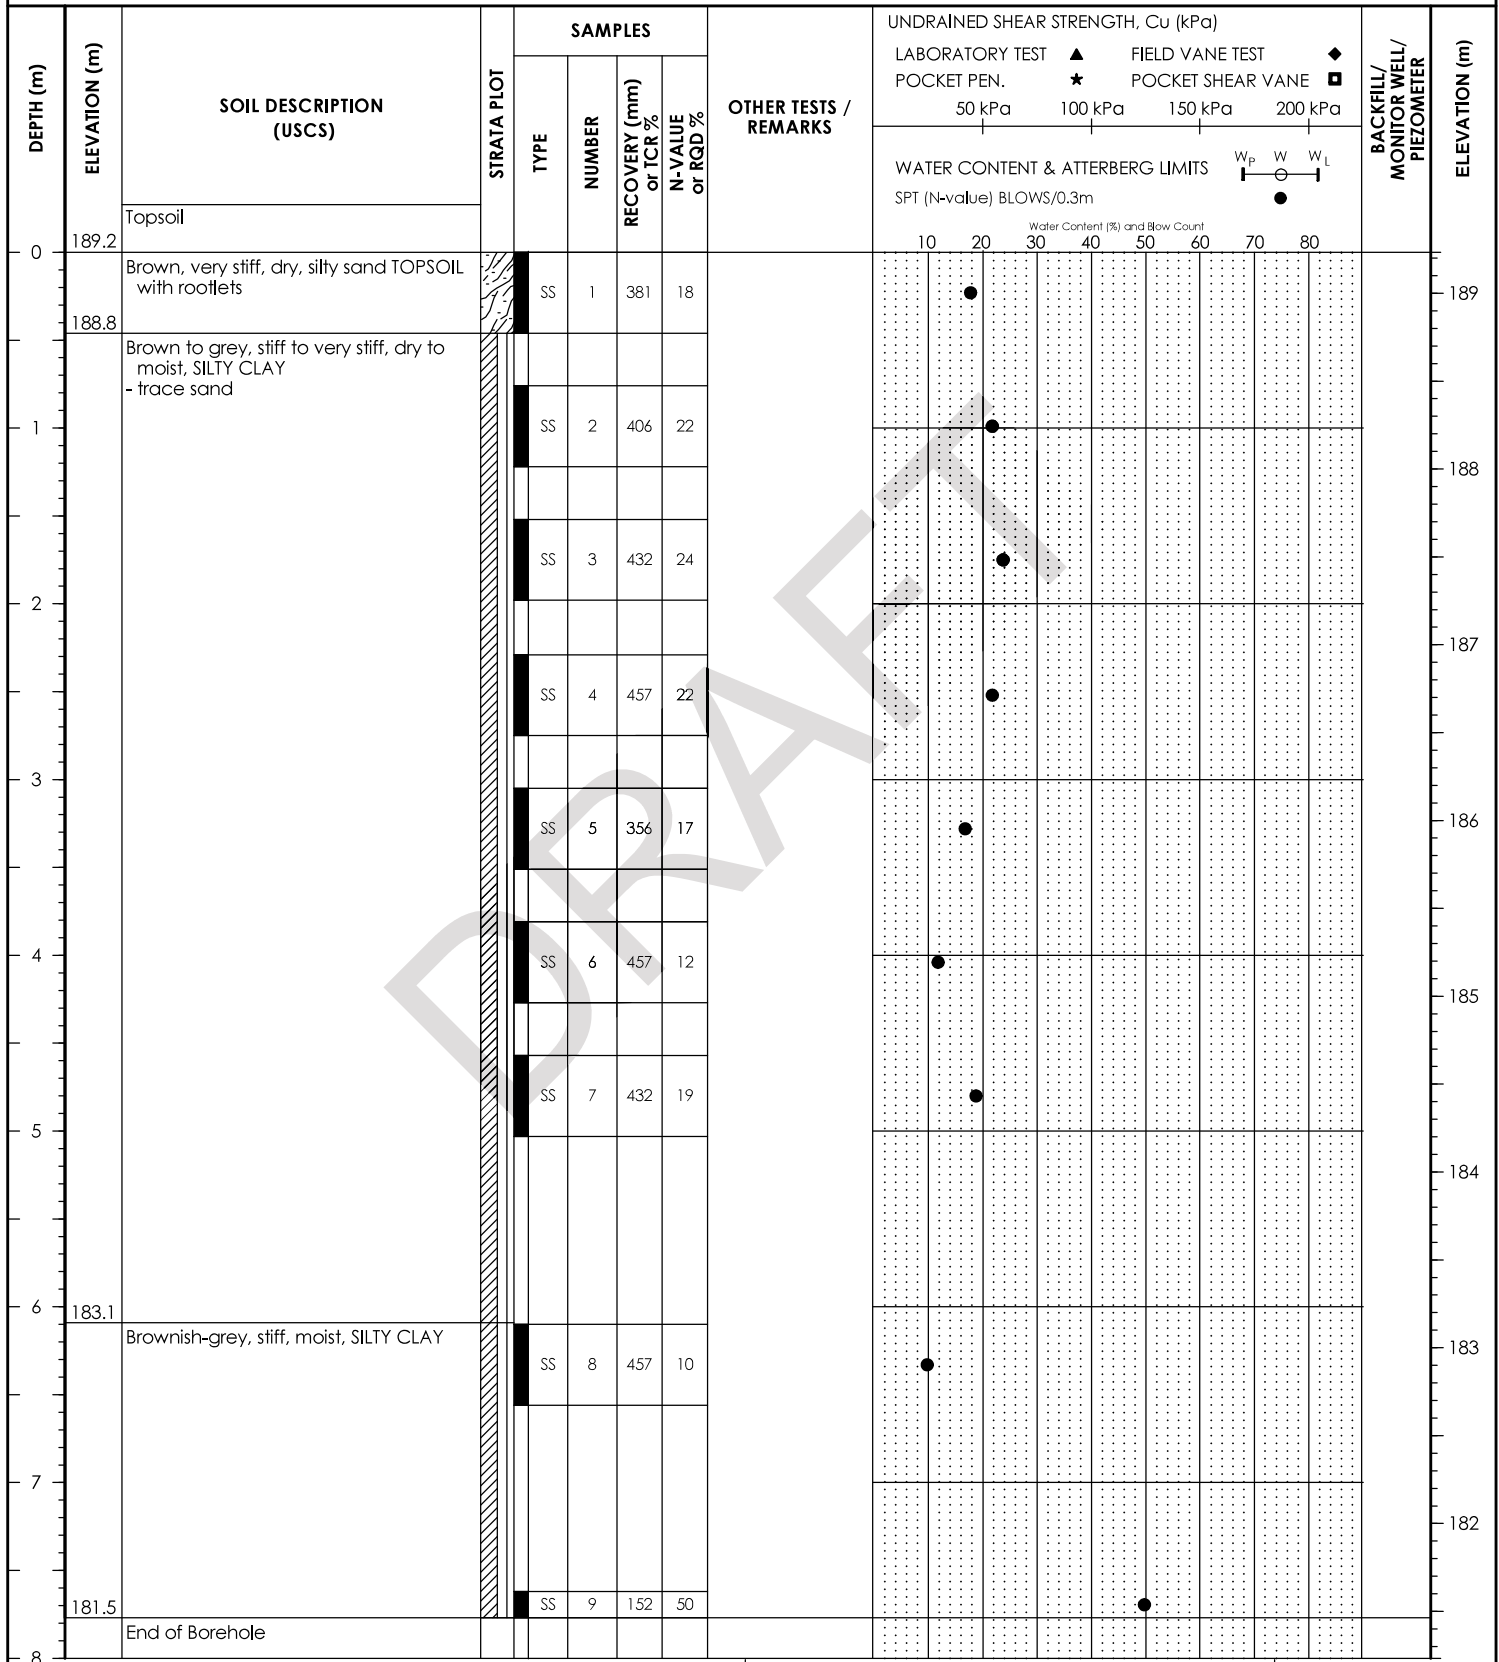 DEPTH (m)
ELEVATION (m)
SOIL DESCRIPTION
(USCS)
STRATA PLOT
SAMPLES
TYPE
NUMBER
RECOVERY (mm)
or TCR %
N-VALUE
or RQD %
OTHER TESTS /
REMARKS
UNDRAINED SHEAR STRENGTH, Cu (kPa)
LABORATORY TEST ▲ FIELD VANE TEST ◆
POCKET PEN. ★ POCKET SHEAR VANE
50 kPa 100 kPa 150 kPa 200 kPa
WATER CONTENT & ATTERBERG LIMITS WP W WL
SPT (N-value) BLOWS/0.3m ●
Water Content (%) and Blow Count
10 20 30 40 50 60 70 80
BACKFILL/
MONITOR WELL/
PIEZOMETER
ELEVATION (m)
Topsoil
0 189.2
Brown, very stiff, dry, silty sand TOPSOIL
with rootlets
SS 1 381 18
189
188.8
Brown to grey, stiff to very stiff, dry to
moist, SILTY CLAY
- trace sand
1 SS 2 406 22
188
SS 3 432 24
2
187
SS 4 457 22
3
SS 5 356 17
186
4 SS 6 457 12
185
SS 7 432 19
5
184
6 183.1
Brownish-grey, stiff, moist, SILTY CLAY
183
SS 8 457 10
7
182
181.5 SS 9 152 50
End of Borehole
8
DRAFT